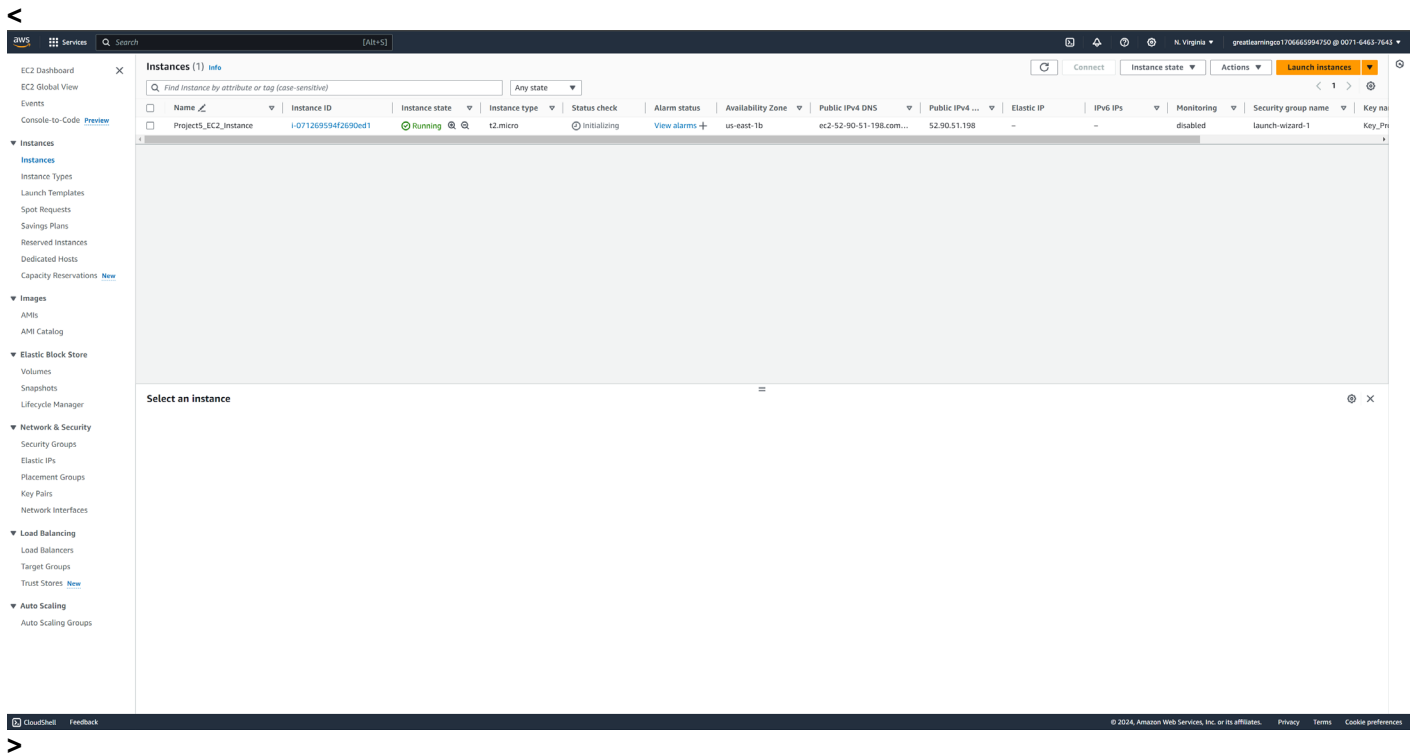 <
aws Services Search [Alt+S] N. Virginia greatlearningco1706665994750 @ 0071-6463-7643
EC2 Dashboard
EC2 Global View
Events
Console-to-Code Preview
Instances
Instances
Instance Types
Launch Templates
Spot Requests
Savings Plans
Reserved Instances
Dedicated Hosts
Capacity Reservations New
Images
AMIs
AMI Catalog
Elastic Block Store
Volumes
Snapshots
Lifecycle Manager
Network & Security
Security Groups
Elastic IPs
Placement Groups
Key Pairs
Network Interfaces
Load Balancing
Load Balancers
Target Groups
Trust Stores New
Auto Scaling
Auto Scaling Groups
Instances (1) Info Connect Instance state Actions Launch instances
Find Instance by attribute or tag (case-sensitive) Any state 1
Name Instance ID Instance state Instance type Status check Alarm status Availability Zone Public IPv4 DNS Public IPv4 ... Elastic IP IPv6 IPs Monitoring Security group name Key na
Project5_EC2_Instance i-071269594f2690ed1 Running t2.micro Initializing View alarms + us-east-1b ec2-52-90-51-198.com... 52.90.51.198 – – disabled launch-wizard-1 Key_Pr
Select an instance
CloudShell Feedback © 2024, Amazon Web Services, Inc. or its affiliates. Privacy Terms Cookie preferences
>